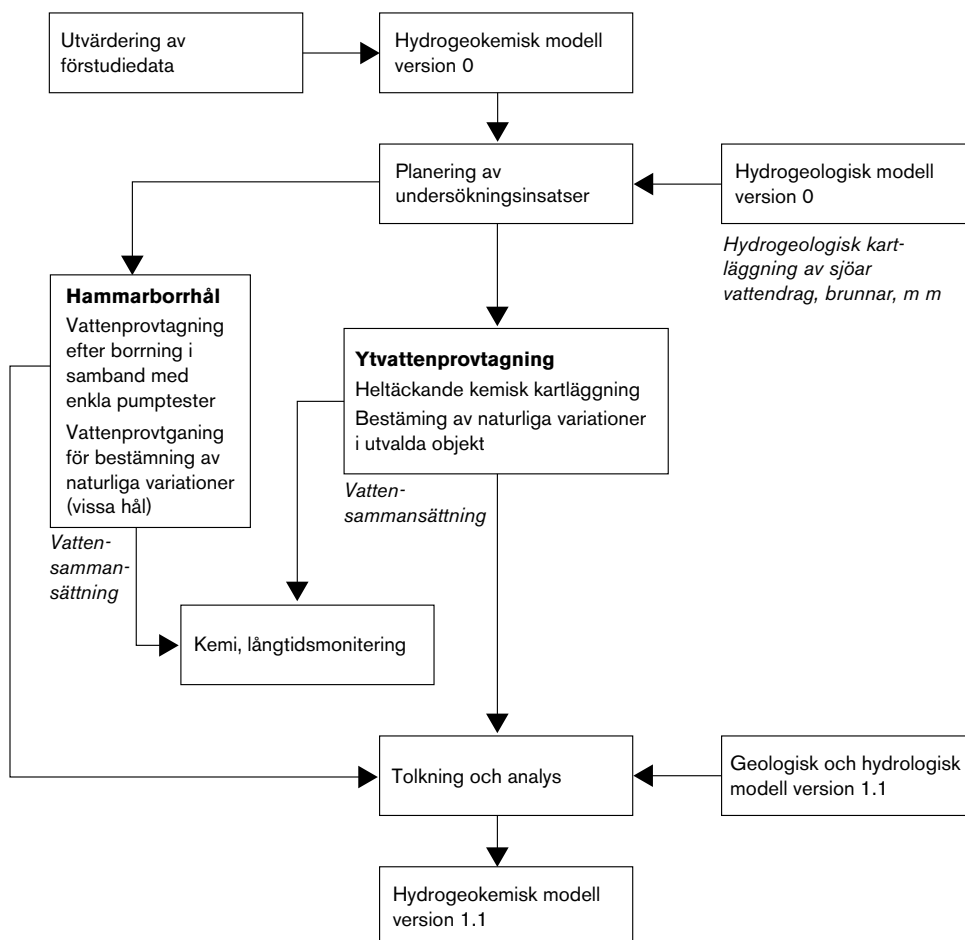 Utvärdering av
förstudiedata
Hydrogeokemisk modell
version 0
Planering av
undersökningsinsatser
Hydrogeologisk modell
version 0
Hydrogeologisk kart-
läggning av sjöar
vattendrag, brunnar, m m
Hammarborrhål
Vattenprovtagning
efter borrning i
samband med
enkla pumptester
Vattenprovtganing
för bestämning av
naturliga variationer
(vissa hål)
Ytvattenprovtagning
Heltäckande kemisk kartläggning
Bestäming av naturliga variationer
i utvalda objekt
Vatten-
sammansättning
Vatten-
samman-
sättning
Kemi, långtidsmonitering
Tolkning och analys
Geologisk och hydrologisk
modell version 1.1
Hydrogeokemisk modell
version 1.1